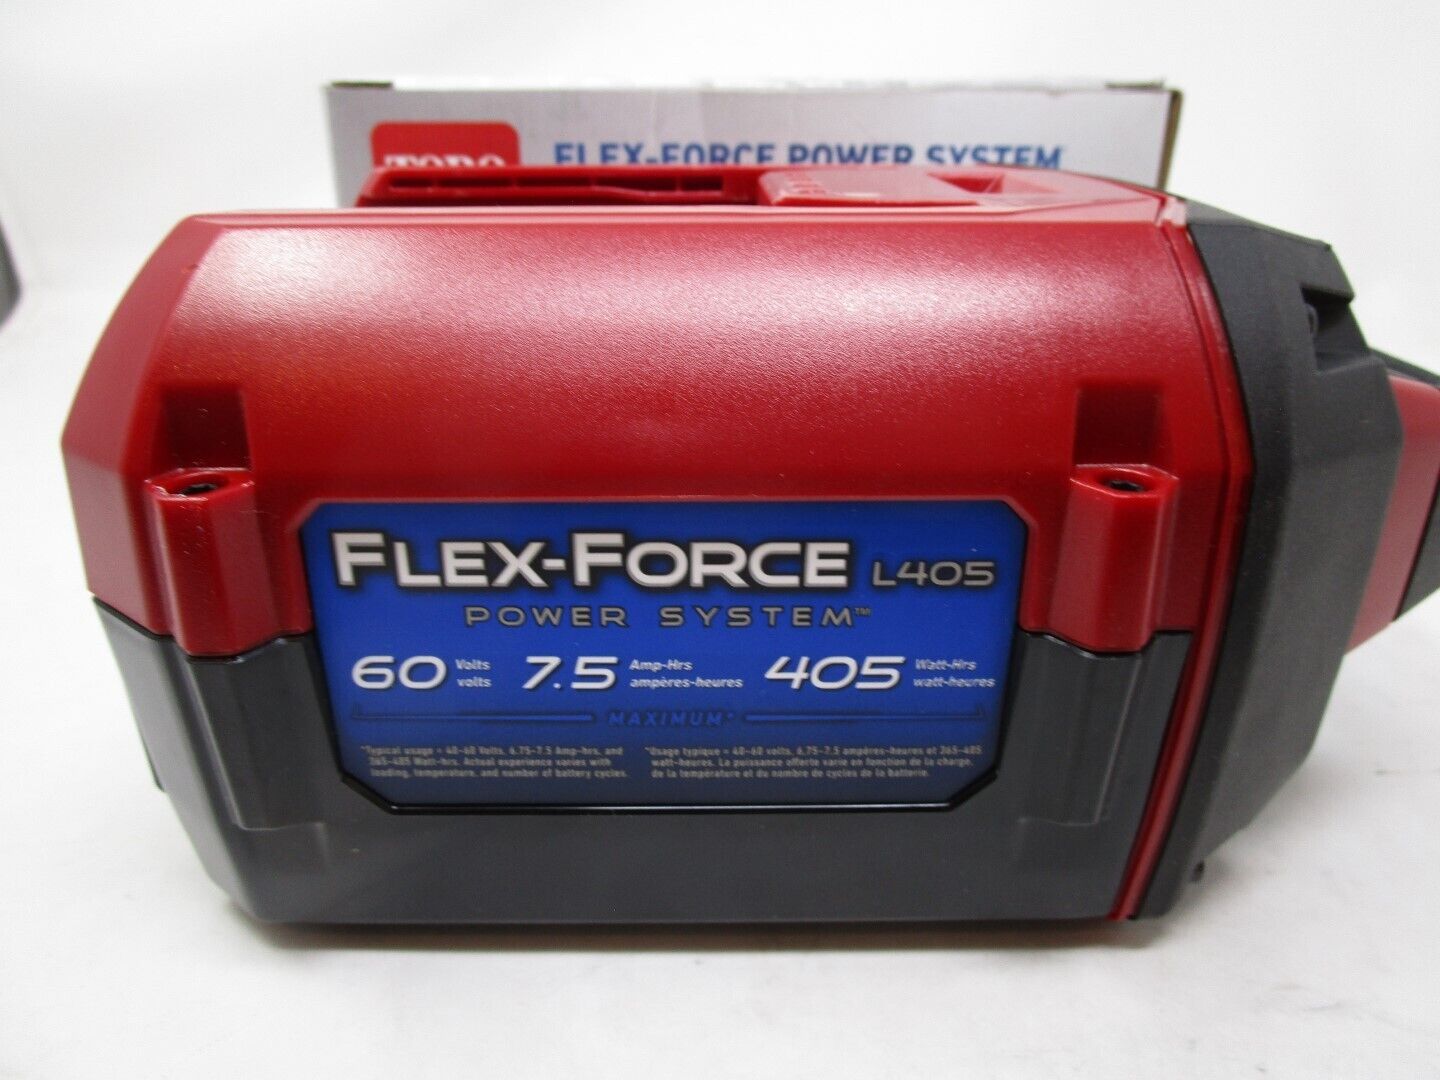 TORO
FLEX-FORCE POWER SYSTEM
FLEX-FORCE L405
POWER SYSTEM™
60 Volts volts 7.5 Amp-Hrs ampères-heures 405 Watt-Hrs watt-heures
MAXIMUM*
*Typical usage = 40-60 Volts, 6.75-7.5 Amp-hrs, and
365-405 Watt-hrs. Actual experience varies with
loading, temperature, and number of battery cycles.
*Usage typique = 40-60 volts, 6,75-7,5 ampères-heures et 365-405
watt-heures. La puissance offerte varie en fonction de la charge,
de la température et du nombre de cycles de la batterie.